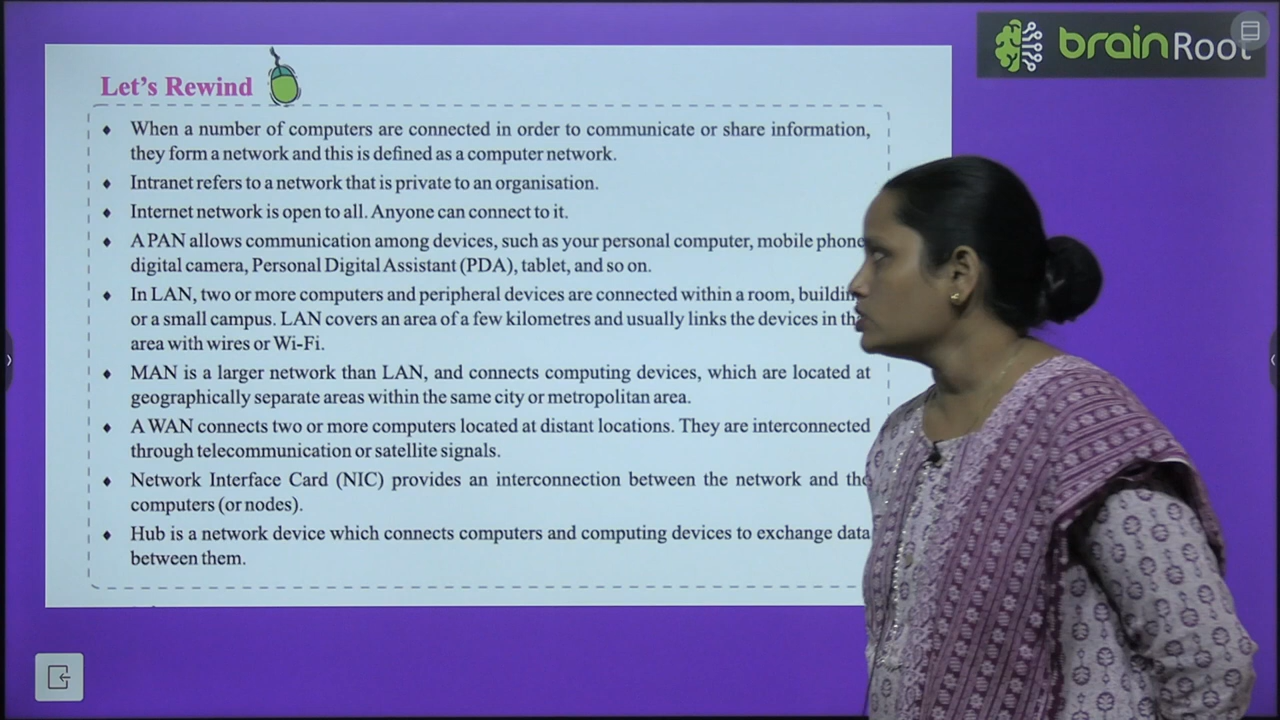 brainRoot
Let's Rewind
♦ When a number of computers are connected in order to communicate or share information,
they form a network and this is defined as a computer network.
♦ Intranet refers to a network that is private to an organisation.
♦ Internet network is open to all. Anyone can connect to it.
♦ A PAN allows communication among devices, such as your personal computer, mobile phone
digital camera, Personal Digital Assistant (PDA), tablet, and so on.
♦ In LAN, two or more computers and peripheral devices are connected within a room,
or a small campus. LAN covers an area of a few kilometres and usually links the devices in
area with wires or Wi-Fi.
♦ MAN is a larger network than LAN, and connects computing devices, which are located at
geographically separate areas within the same city or metropolitan area.
♦ A WAN connects two or more computers located at distant locations. They are interconnected
through telecommunication or satellite signals.
♦ Network Interface Card (NIC) provides an interconnection between the network and the
computers (or nodes).
♦ Hub is a network device which connects computers and computing devices to exchange data
between them.